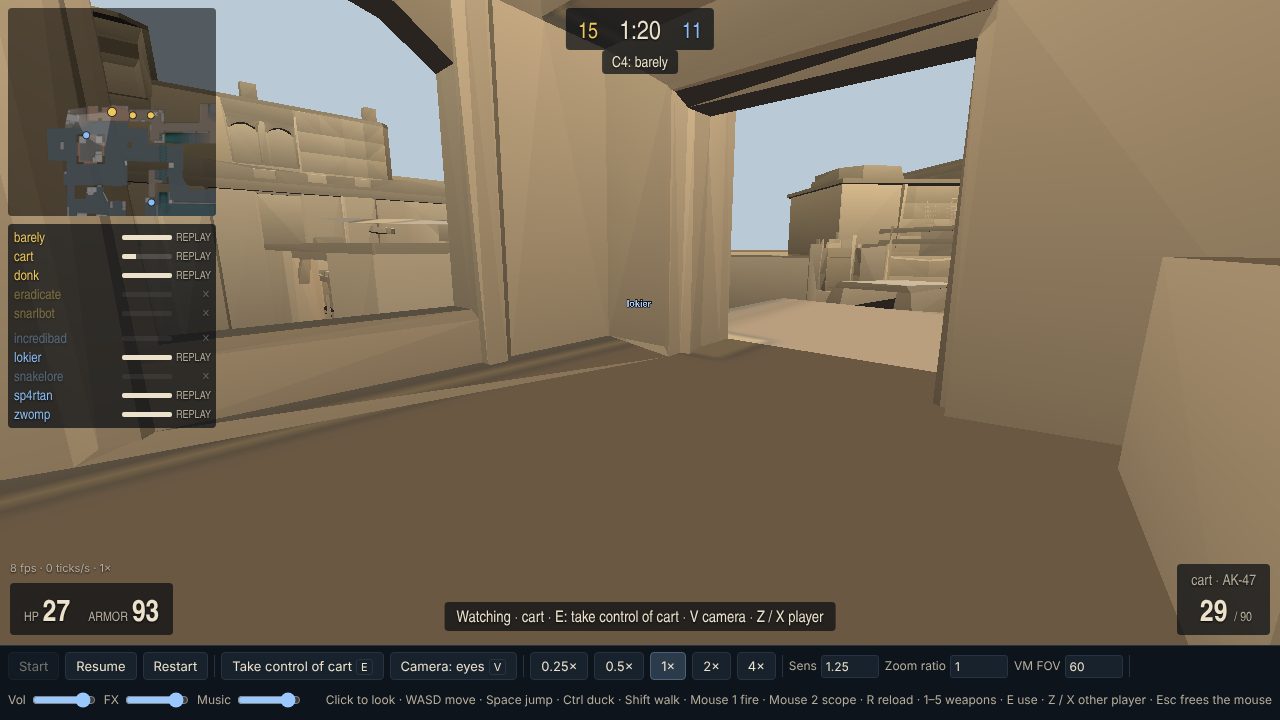 15 1:20 11
C4: barely
barely REPLAY
cart REPLAY
donk REPLAY
eradicate ×
snarlbot ×
incredibad ×
lokier REPLAY
snakelore ×
sp4rtan REPLAY
zwomp REPLAY
lokier
8 fps · 0 ticks/s · 1×
HP 27 ARMOR 93
Watching · cart · E: take control of cart · V camera · Z / X player
cart · AK-47
29 / 90
Start Resume Restart Take control of cart E Camera: eyes V 0.25× 0.5× 1× 2× 4× Sens 1.25 Zoom ratio 1 VM FOV 60
Vol FX Music Click to look · WASD move · Space jump · Ctrl duck · Shift walk · Mouse 1 fire · Mouse 2 scope · R reload · 1–5 weapons · E use · Z / X other player · Esc frees the mouse